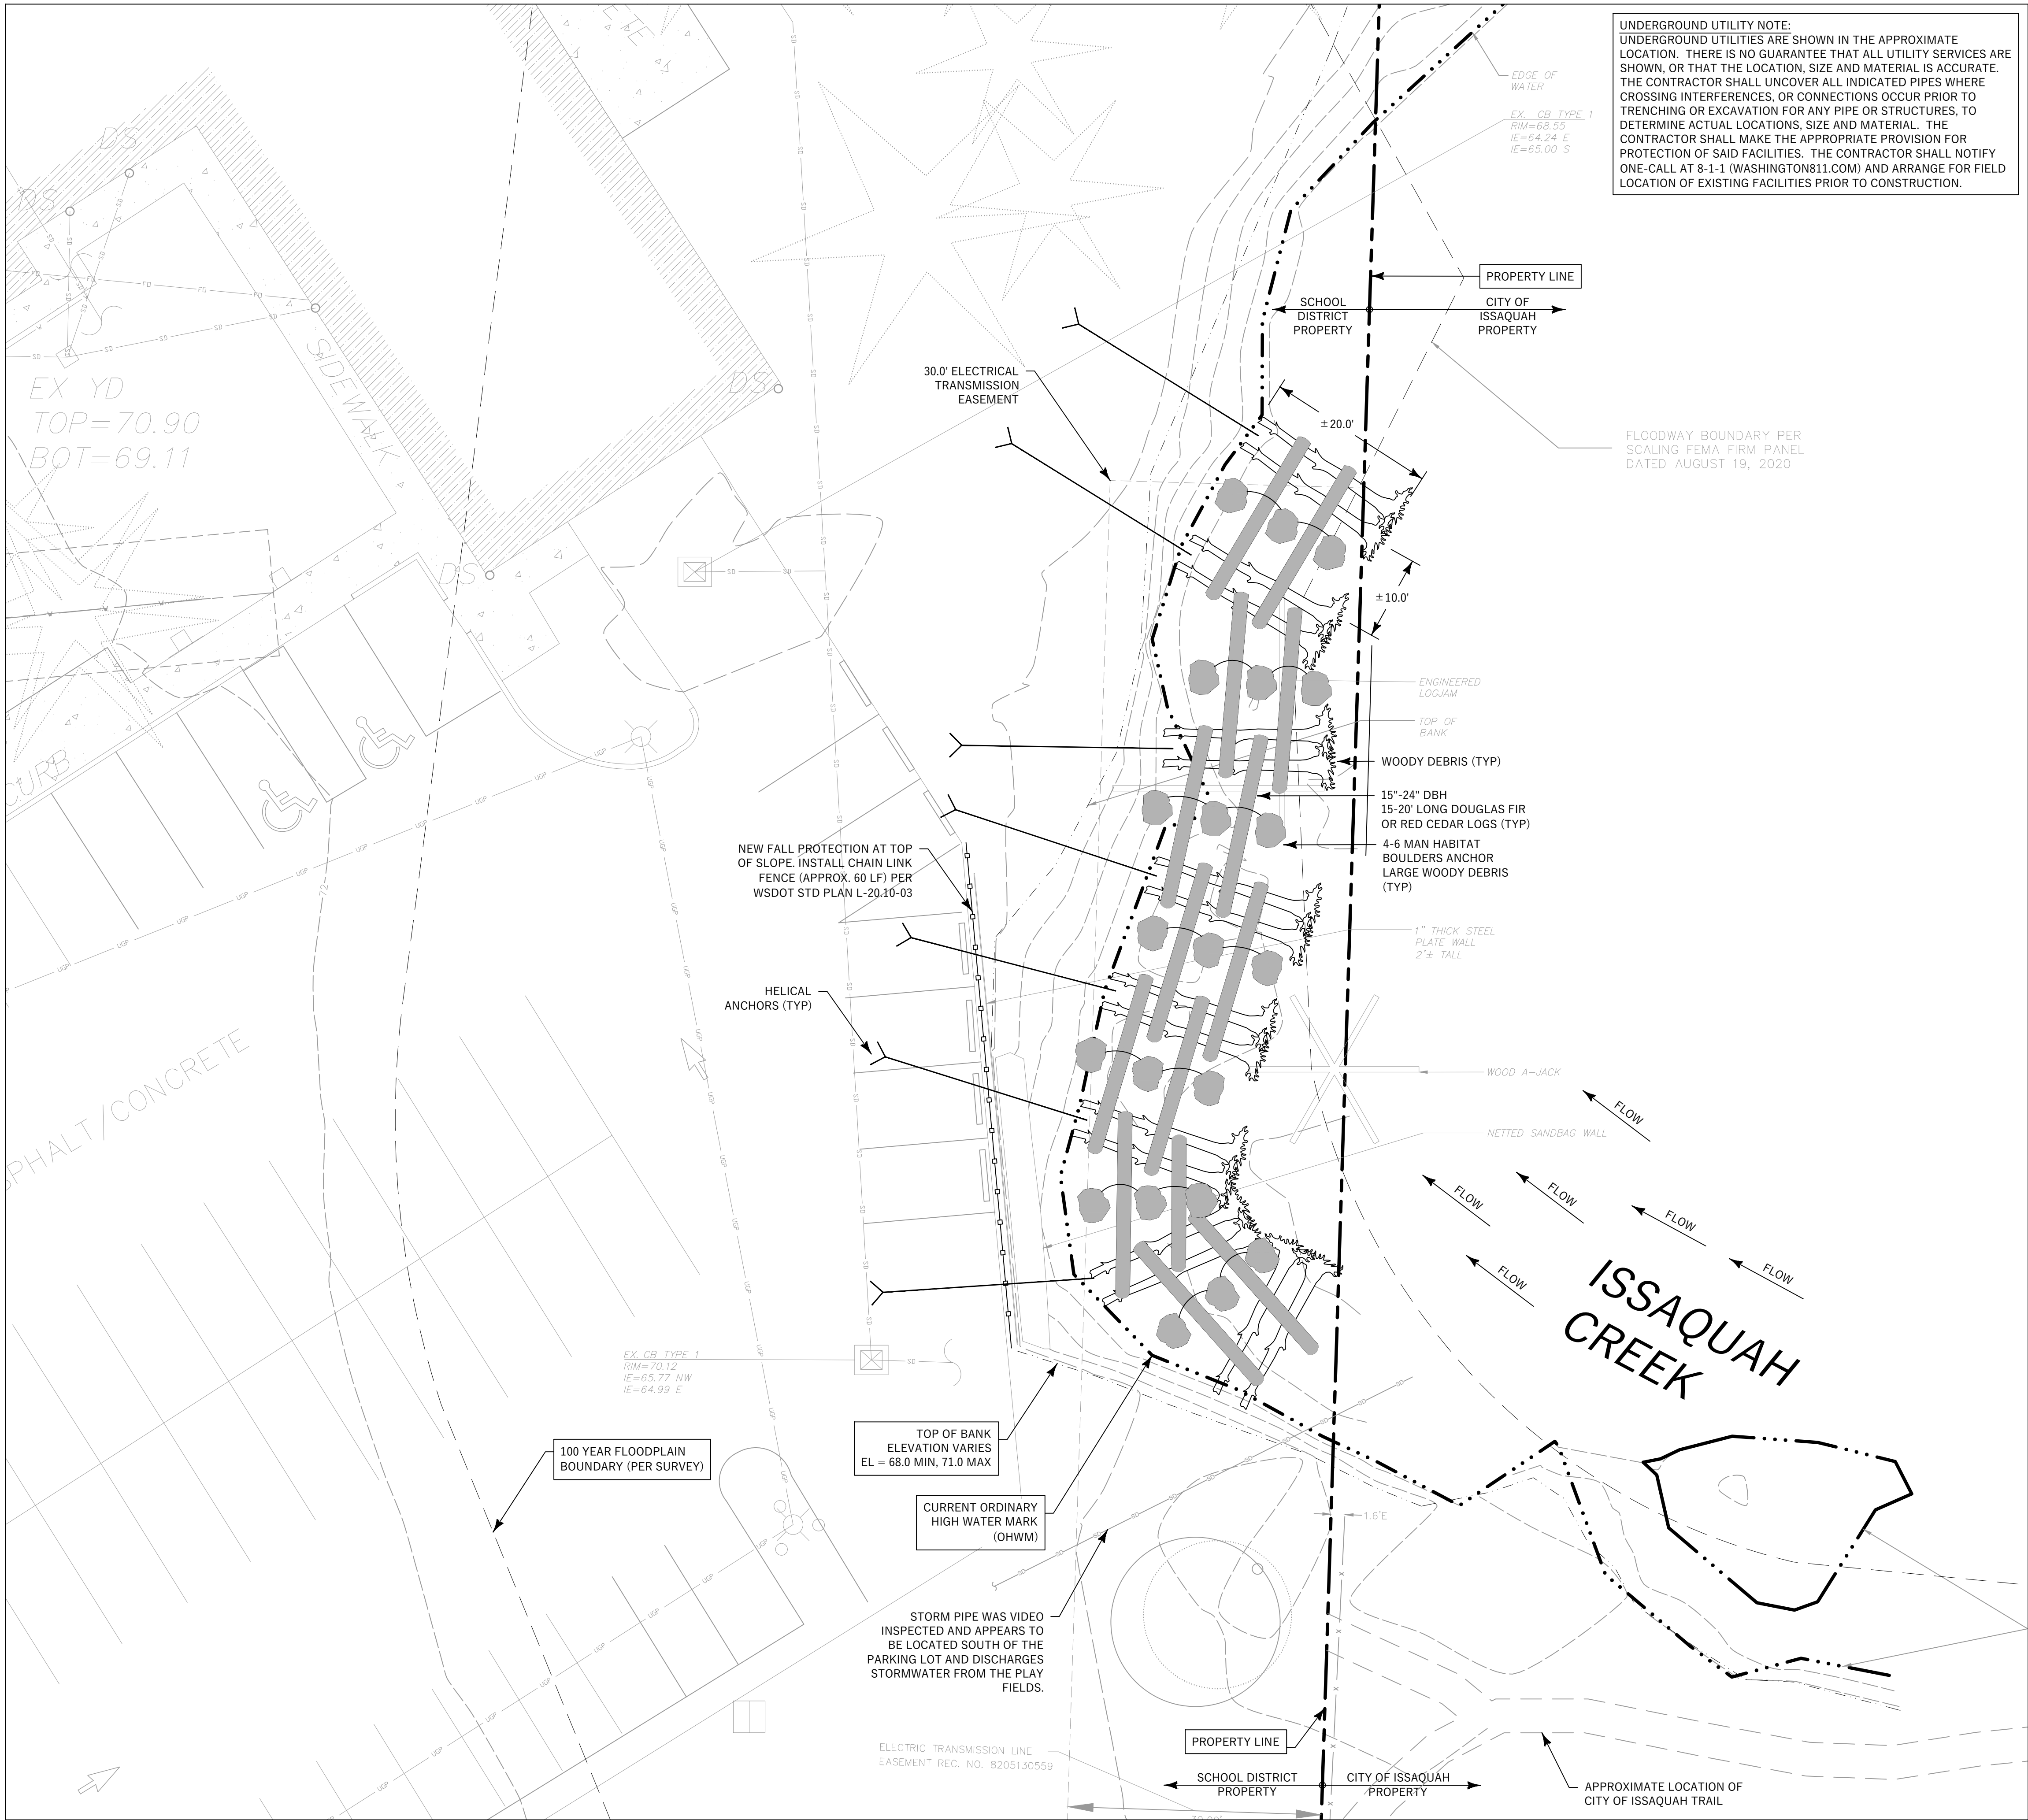 UNDERGROUND UTILITY NOTE:
UNDERGROUND UTILITIES ARE SHOWN IN THE APPROXIMATE
LOCATION. THERE IS NO GUARANTEE THAT ALL UTILITY SERVICES ARE
SHOWN, OR THAT THE LOCATION, SIZE AND MATERIAL IS ACCURATE.
THE CONTRACTOR SHALL UNCOVER ALL INDICATED PIPES WHERE
CROSSING INTERFERENCES, OR CONNECTIONS OCCUR PRIOR TO
TRENCHING OR EXCAVATION FOR ANY PIPE OR STRUCTURES, TO
DETERMINE ACTUAL LOCATIONS, SIZE AND MATERIAL. THE
CONTRACTOR SHALL MAKE THE APPROPRIATE PROVISION FOR
PROTECTION OF SAID FACILITIES. THE CONTRACTOR SHALL NOTIFY
ONE-CALL AT 8-1-1 (WASHINGTON811.COM) AND ARRANGE FOR FIELD
LOCATION OF EXISTING FACILITIES PRIOR TO CONSTRUCTION.
EDGE OF
WATER
EX. CB TYPE 1
RIM=68.55
IE=64.24 E
IE=65.00 S
DS
DS
DS
DS
SIDEWALK
EX YD
TOP=70.90
BOT=69.11
PROPERTY LINE
SCHOOL
DISTRICT
PROPERTY
CITY OF
ISSAQUAH
PROPERTY
30.0' ELECTRICAL
TRANSMISSION
EASEMENT
±20.0'
FLOODWAY BOUNDARY PER
SCALING FEMA FIRM PANEL
DATED AUGUST 19, 2020
±10.0'
ENGINEERED
LOGJAM
TOP OF
BANK
WOODY DEBRIS (TYP)
15"-24" DBH
15-20' LONG DOUGLAS FIR
OR RED CEDAR LOGS (TYP)
4-6 MAN HABITAT
BOULDERS ANCHOR
LARGE WOODY DEBRIS
(TYP)
CURB
72
NEW FALL PROTECTION AT TOP
OF SLOPE. INSTALL CHAIN LINK
FENCE (APPROX. 60 LF) PER
WSDOT STD PLAN L-20.10-03
1" THICK STEEL
PLATE WALL
2'± TALL
HELICAL
ANCHORS (TYP)
WOOD A-JACK
NETTED SANDBAG WALL
SPHALT/CONCRETE
FLOW
FLOW
FLOW
FLOW
FLOW
FLOW
ISSAQUAH
CREEK
EX. CB TYPE 1
RIM=70.12
IE=65.77 NW
IE=64.99 E
TOP OF BANK
ELEVATION VARIES
EL = 68.0 MIN, 71.0 MAX
100 YEAR FLOODPLAIN
BOUNDARY (PER SURVEY)
CURRENT ORDINARY
HIGH WATER MARK
(OHWM)
1.6'E
STORM PIPE WAS VIDEO
INSPECTED AND APPEARS TO
BE LOCATED SOUTH OF THE
PARKING LOT AND DISCHARGES
STORMWATER FROM THE PLAY
FIELDS.
PROPERTY LINE
ELECTRIC TRANSMISSION LINE
EASEMENT REC. NO. 8205130559
SCHOOL DISTRICT
PROPERTY
CITY OF ISSAQUAH
PROPERTY
APPROXIMATE LOCATION OF
CITY OF ISSAQUAH TRAIL